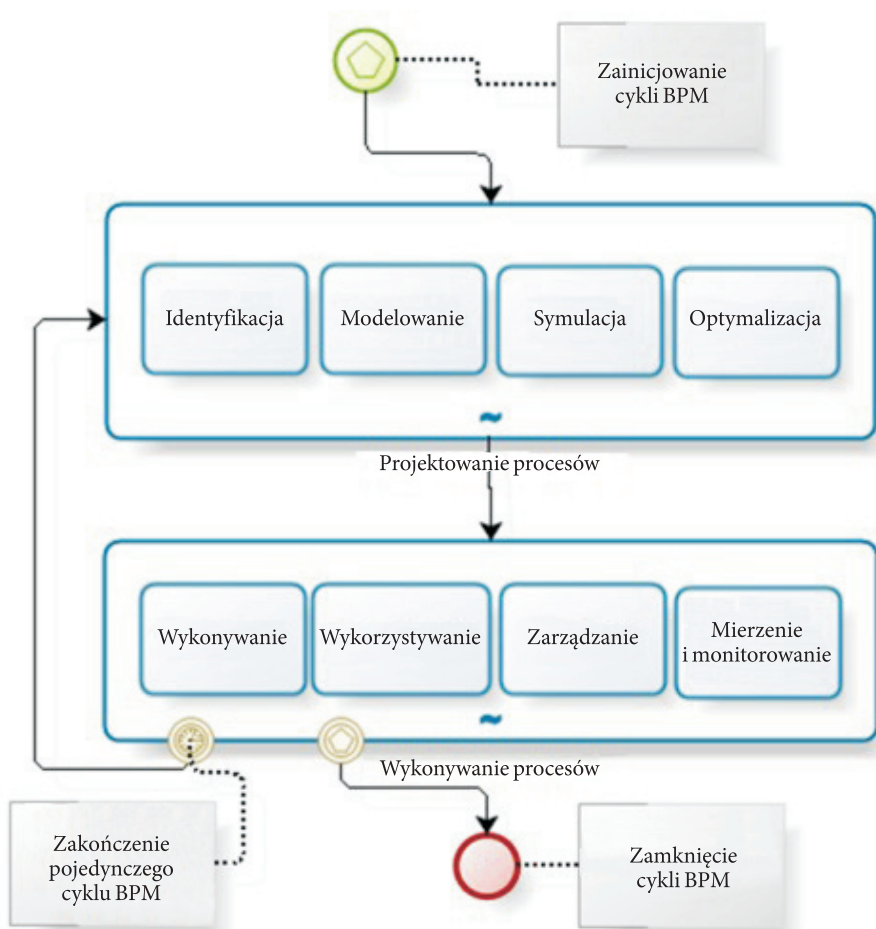 Zainicjowanie
cykli BPM
Identyfikacja
Modelowanie
Symulacja
Optymalizacja
Projektowanie procesów
Wykonywanie
Wykorzystywanie
Zarządzanie
Mierzenie
i monitorowanie
Wykonywanie procesów
Zakończenie
pojedynczego
cyklu BPM
Zamknięcie
cykli BPM